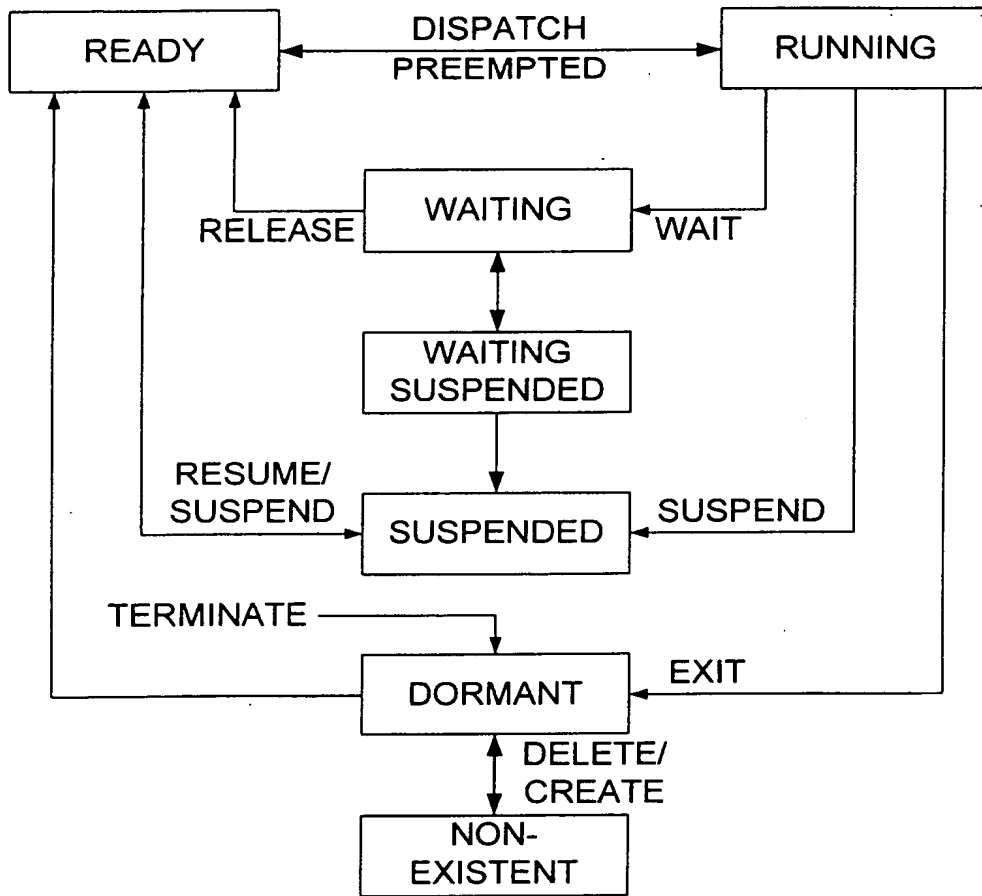 READY
DISPATCH
PREEMPTED
RUNNING
WAITING
RELEASE
WAIT
WAITING
SUSPENDED
RESUME/
SUSPEND
SUSPENDED
SUSPEND
TERMINATE
DORMANT
EXIT
DELETE/
CREATE
NON-
EXISTENT